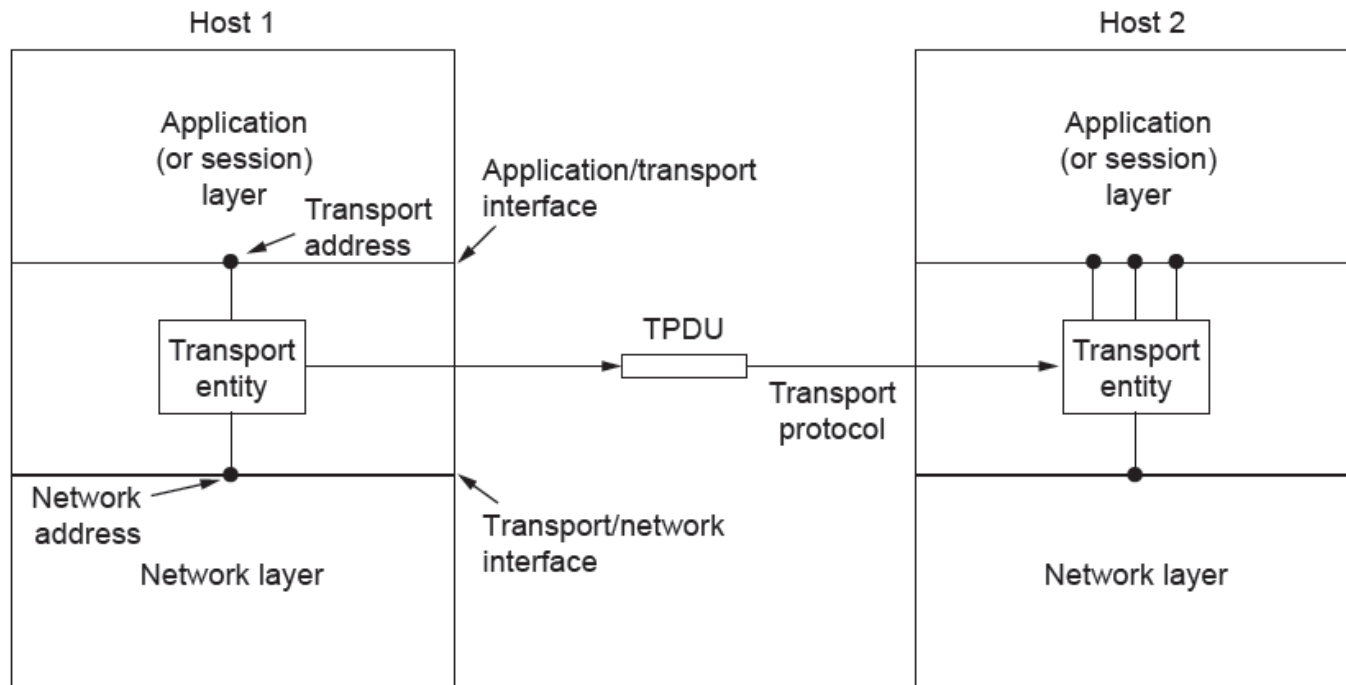 Host 1
Host 2
Application
(or session)
layer
Transport
address
Application/transport
interface
Application
(or session)
layer
TPDU
Transport
entity
Transport
protocol
Transport
entity
Network
address
Transport/network
interface
Network layer
Network layer